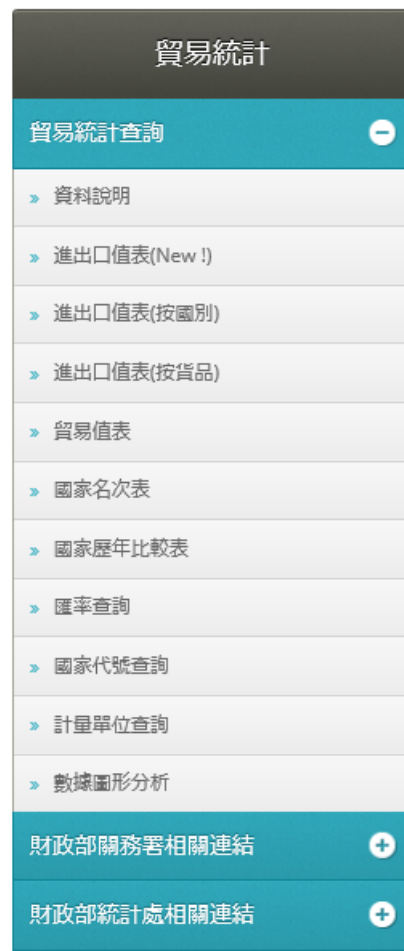 貿易統計
貿易統計查詢
» 資料說明
» 進出口值表(New !)
» 進出口值表(按國別)
» 進出口值表(按貨品)
» 貿易值表
» 國家名次表
» 國家歷年比較表
» 匯率查詢
» 國家代號查詢
» 計量單位查詢
» 數據圖形分析
財政部關務署相關連結
財政部統計處相關連結